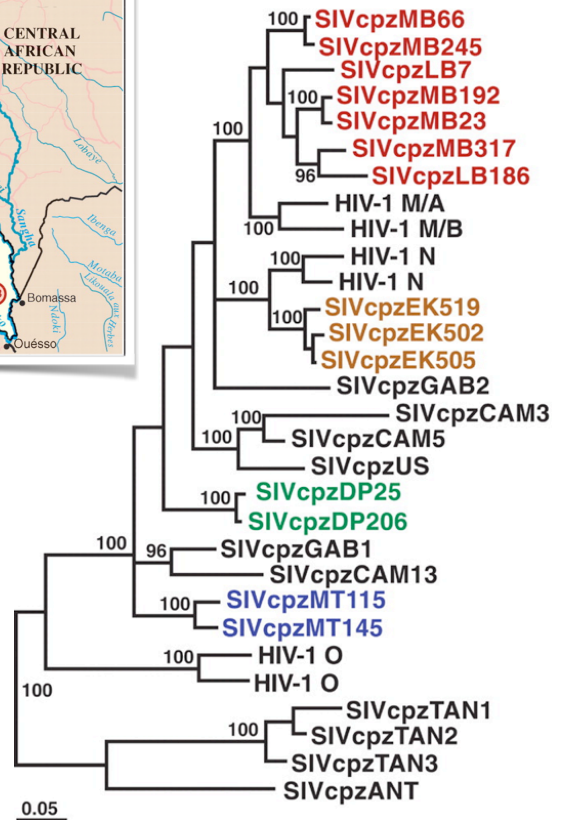 CENTRAL
AFRICAN
REPUBLIC
Lobaye
Sangha
Ibenga
Motaba
Likouala aux Herbes
Ndoki
Bomassa
Ouésso
100
SIVcpzMB66
SIVcpzMB245
SIVcpzLB7
100
SIVcpzMB192
SIVcpzMB23
100
SIVcpzMB317
96
SIVcpzLB186
HIV-1 M/A
100
HIV-1 M/B
100
HIV-1 N
HIV-1 N
100
SIVcpzEK519
100
SIVcpzEK502
SIVcpzEK505
SIVcpzGAB2
100
SIVcpzCAM3
100
SIVcpzCAM5
SIVcpzUS
100
SIVcpzDP25
SIVcpzDP206
100
96
SIVcpzGAB1
SIVcpzCAM13
100
SIVcpzMT115
SIVcpzMT145
100
HIV-1 O
HIV-1 O
100
SIVcpzTAN1
100
SIVcpzTAN2
SIVcpzTAN3
SIVcpzANT
0.05